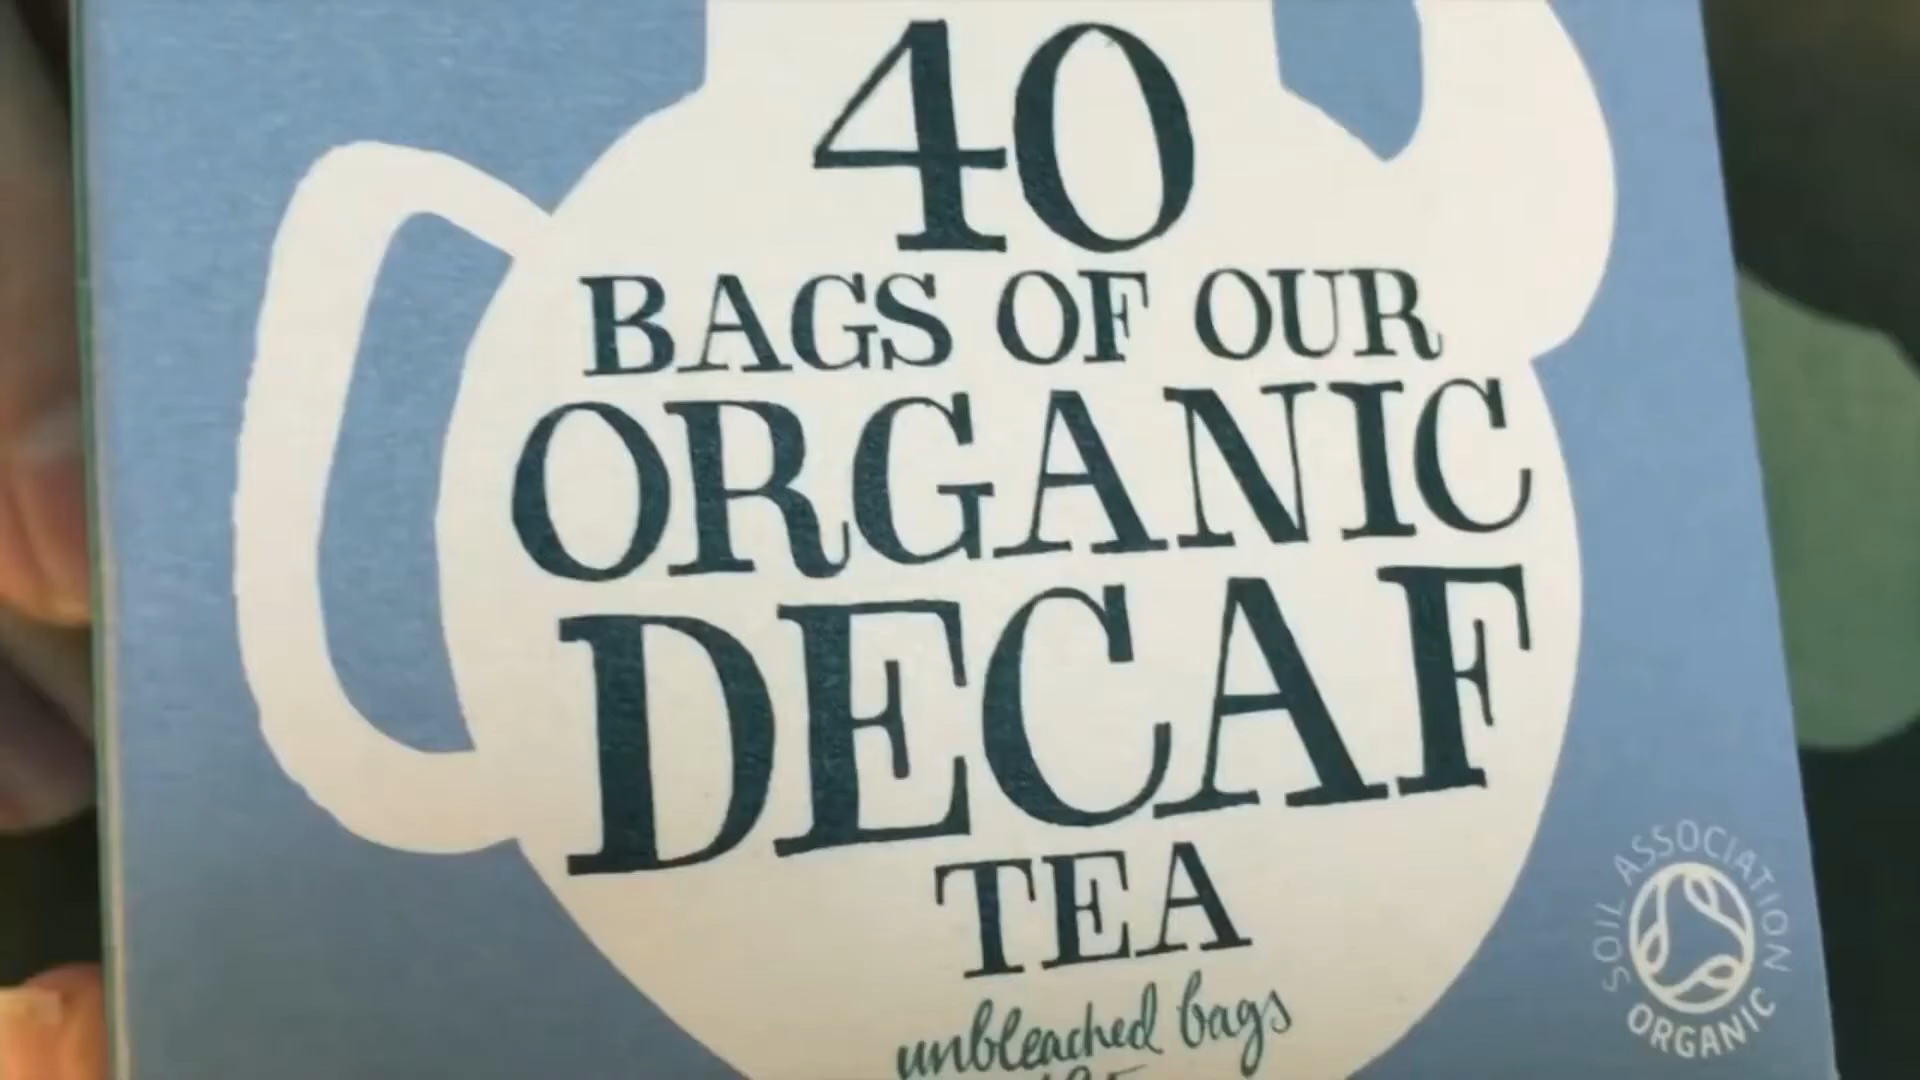 40
BAGS OF OUR
ORGANIC
DECAF
TEA
unbleached bags
SOIL ASSOCIATION
ORGANIC